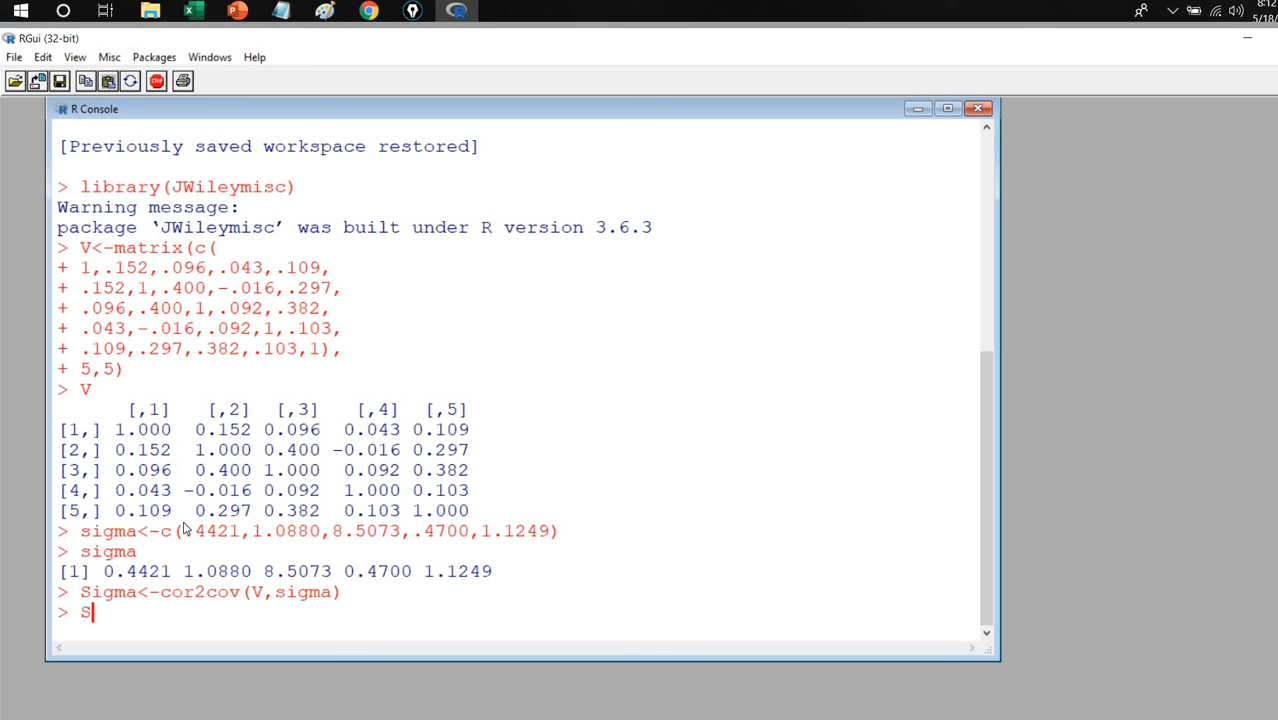 8:12
5/18/
RGui (32-bit)
File Edit View Misc Packages Windows Help
STOP
R Console
[Previously saved workspace restored]
> library(JWileymisc)
Warning message:
package ‘JWileymisc’ was built under R version 3.6.3
> V<-matrix(c(
+ 1,.152,.096,.043,.109,
+ .152,1,.400,-.016,.297,
+ .096,.400,1,.092,.382,
+ .043,-.016,.092,1,.103,
+ .109,.297,.382,.103,1),
+ 5,5)
> V
[,1] [,2] [,3] [,4] [,5]
[1,] 1.000 0.152 0.096 0.043 0.109
[2,] 0.152 1.000 0.400 -0.016 0.297
[3,] 0.096 0.400 1.000 0.092 0.382
[4,] 0.043 -0.016 0.092 1.000 0.103
[5,] 0.109 0.297 0.382 0.103 1.000
> sigma<-c(.4421,1.0880,8.5073,.4700,1.1249)
> sigma
[1] 0.4421 1.0880 8.5073 0.4700 1.1249
> Sigma<-cor2cov(V,sigma)
> S